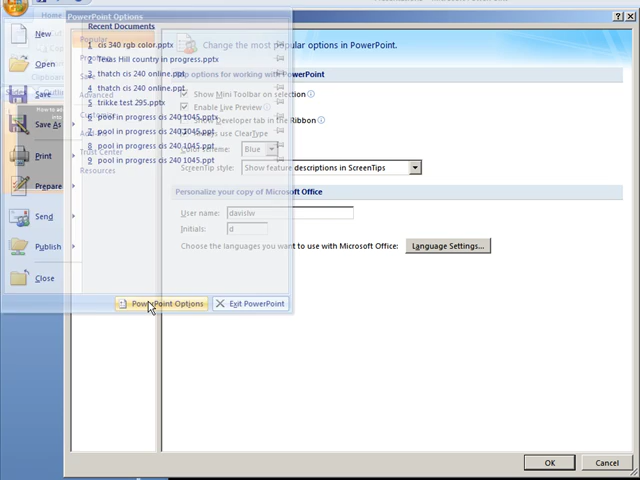 PowerPoint Options
Home
Recent Documents
New
Popular
1 cis 340 rgb color.pptx
Change the most popular options in PowerPoint.
2 Texas Hill country in progress.pptx
Open
3 thatch cis 240 online.ppt
options for working with PowerPoint
4 thatch cis 240 online.ppt
Save
Show Mini Toolbar on selection
Advanced
5 trikke test 295.pptx
Enable Live Preview
6 pool in progress cis 240 1045.ppt
Show Developer tab in the Ribbon
Save As
7 pool in progress cis 240 1045.ppt
Always use ClearType
8 pool in progress cis 240 1045.ppt
Color scheme: Blue
Trust Center
Print
9 pool in progress cis 240 1045.ppt
ScreenTip style: Show feature descriptions in ScreenTips
Resources
Prepare
Personalize your copy of Microsoft Office
User name: davislw
Send
Initials: d
Publish
Choose the languages you want to use with Microsoft Office: Language Settings...
Close
PowerPoint Options
Exit PowerPoint
OK
Cancel